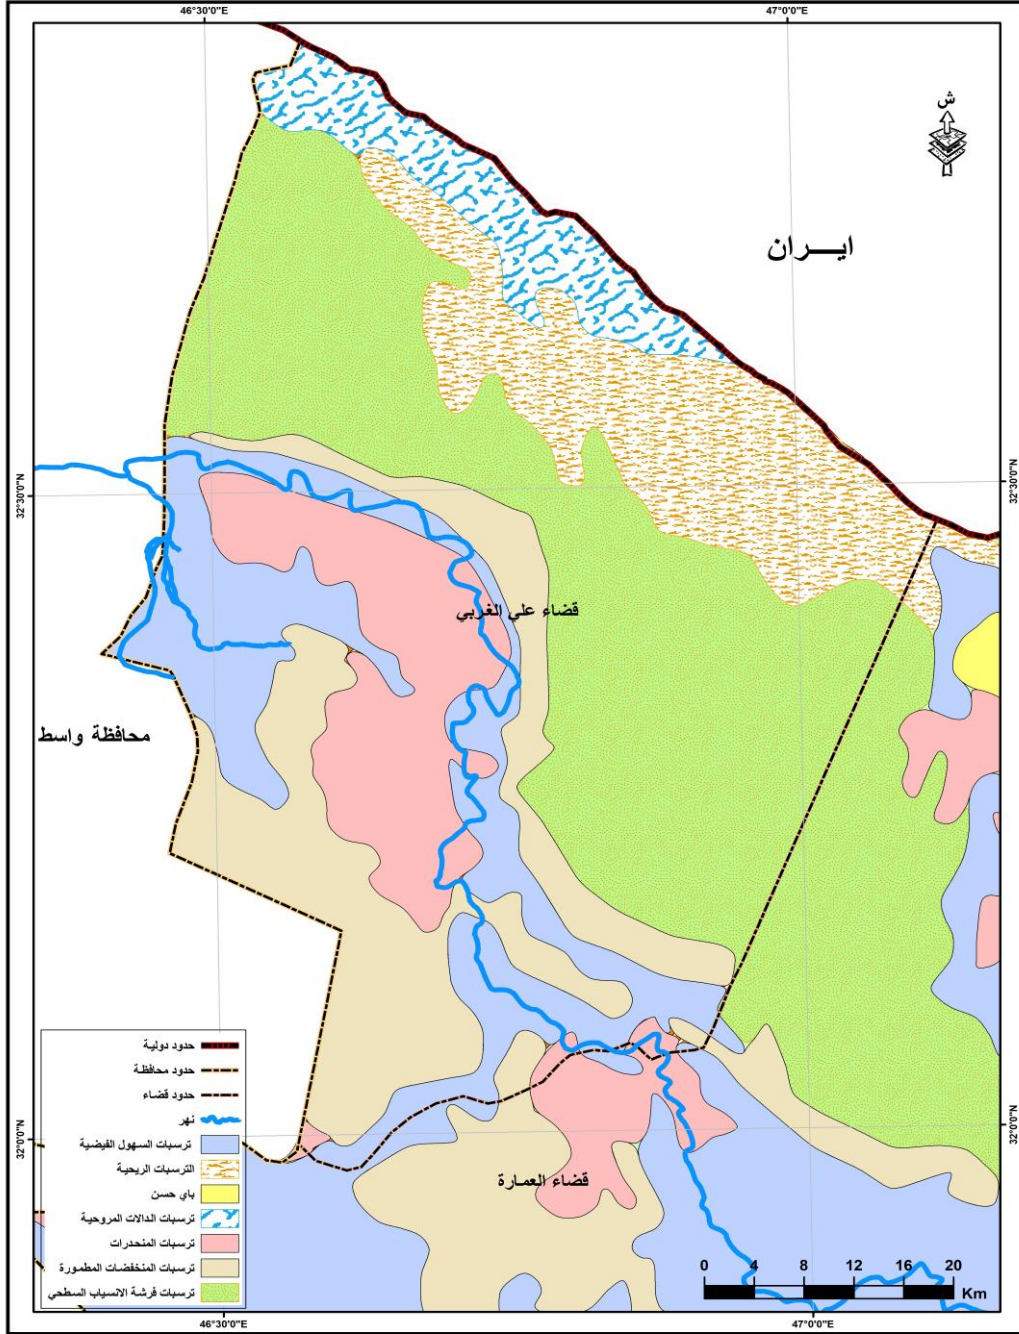 46°30'0"E
47°0'0"E
ش
ايـــران
32°30'0"N
32°30'0"N
قضاء علي الغربي
محافظة واسط
حدود دولية
حدود محافظة
حدود قضاء
نهر
ترسبات السهول الفيضية
الترسبات الريحية
باي حسن
ترسبات الدالات المروحية
ترسبات المنحدرات
ترسبات المنخفضات المطمورة
ترسبات فرشة الانسياب السطحي
32°0'0"N
32°0'0"N
قضاء العمارة
0 4 8 12 16 20
Km
46°30'0"E
47°0'0"E